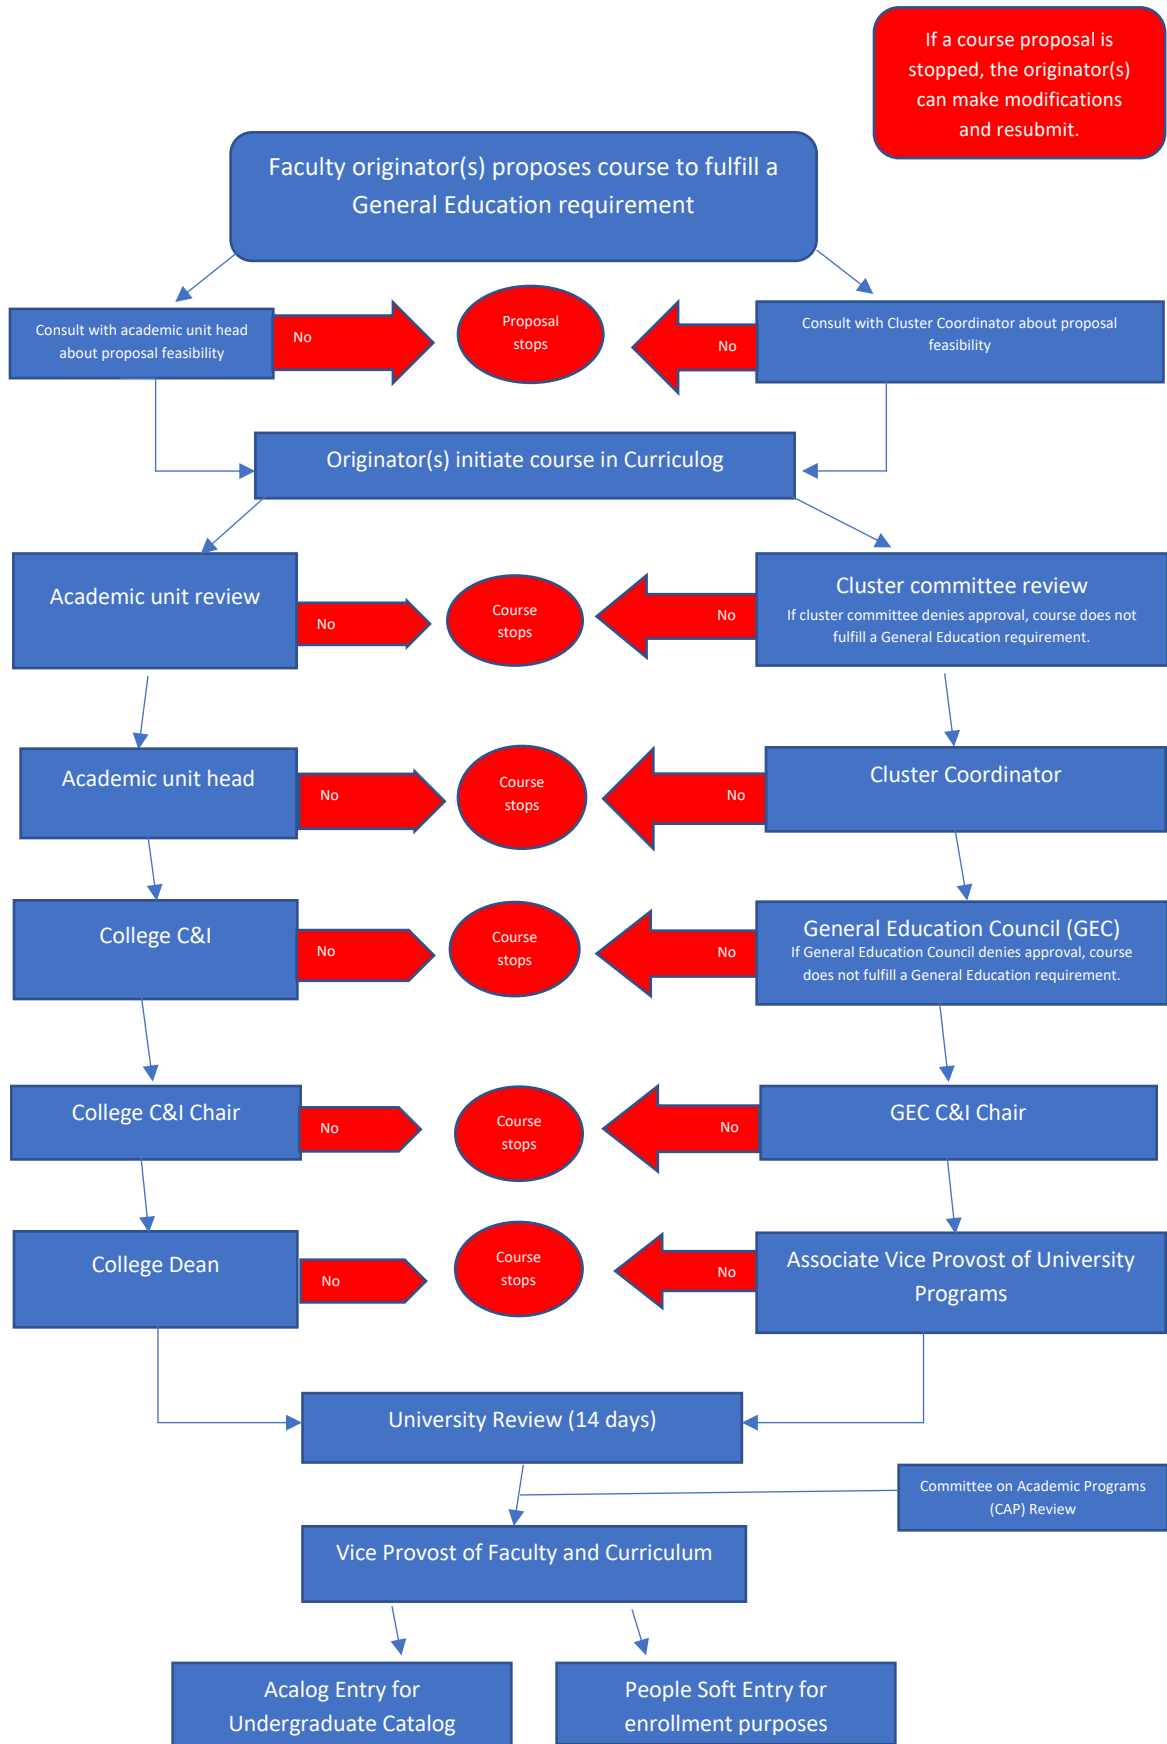 If a course proposal is
stopped, the originator(s)
can make modifications
and resubmit.
Faculty originator(s) proposes course to fulfill a
General Education requirement
Consult with academic unit head
about proposal feasibility
No
Proposal
stops
No
Consult with Cluster Coordinator about proposal
feasibility
Originator(s) initiate course in Curriculog
Academic unit review
No
Course
stops
No
Cluster committee review
If cluster committee denies approval, course does not
fulfill a General Education requirement.
Academic unit head
No
Course
stops
No
Cluster Coordinator
College C&I
No
Course
stops
No
General Education Council (GEC)
If General Education Council denies approval, course
does not fulfill a General Education requirement.
College C&I Chair
No
Course
stops
No
GEC C&I Chair
College Dean
No
Course
stops
No
Associate Vice Provost of University
Programs
University Review (14 days)
Committee on Academic Programs
(CAP) Review
Vice Provost of Faculty and Curriculum
Acalog Entry for
Undergraduate Catalog
People Soft Entry for
enrollment purposes